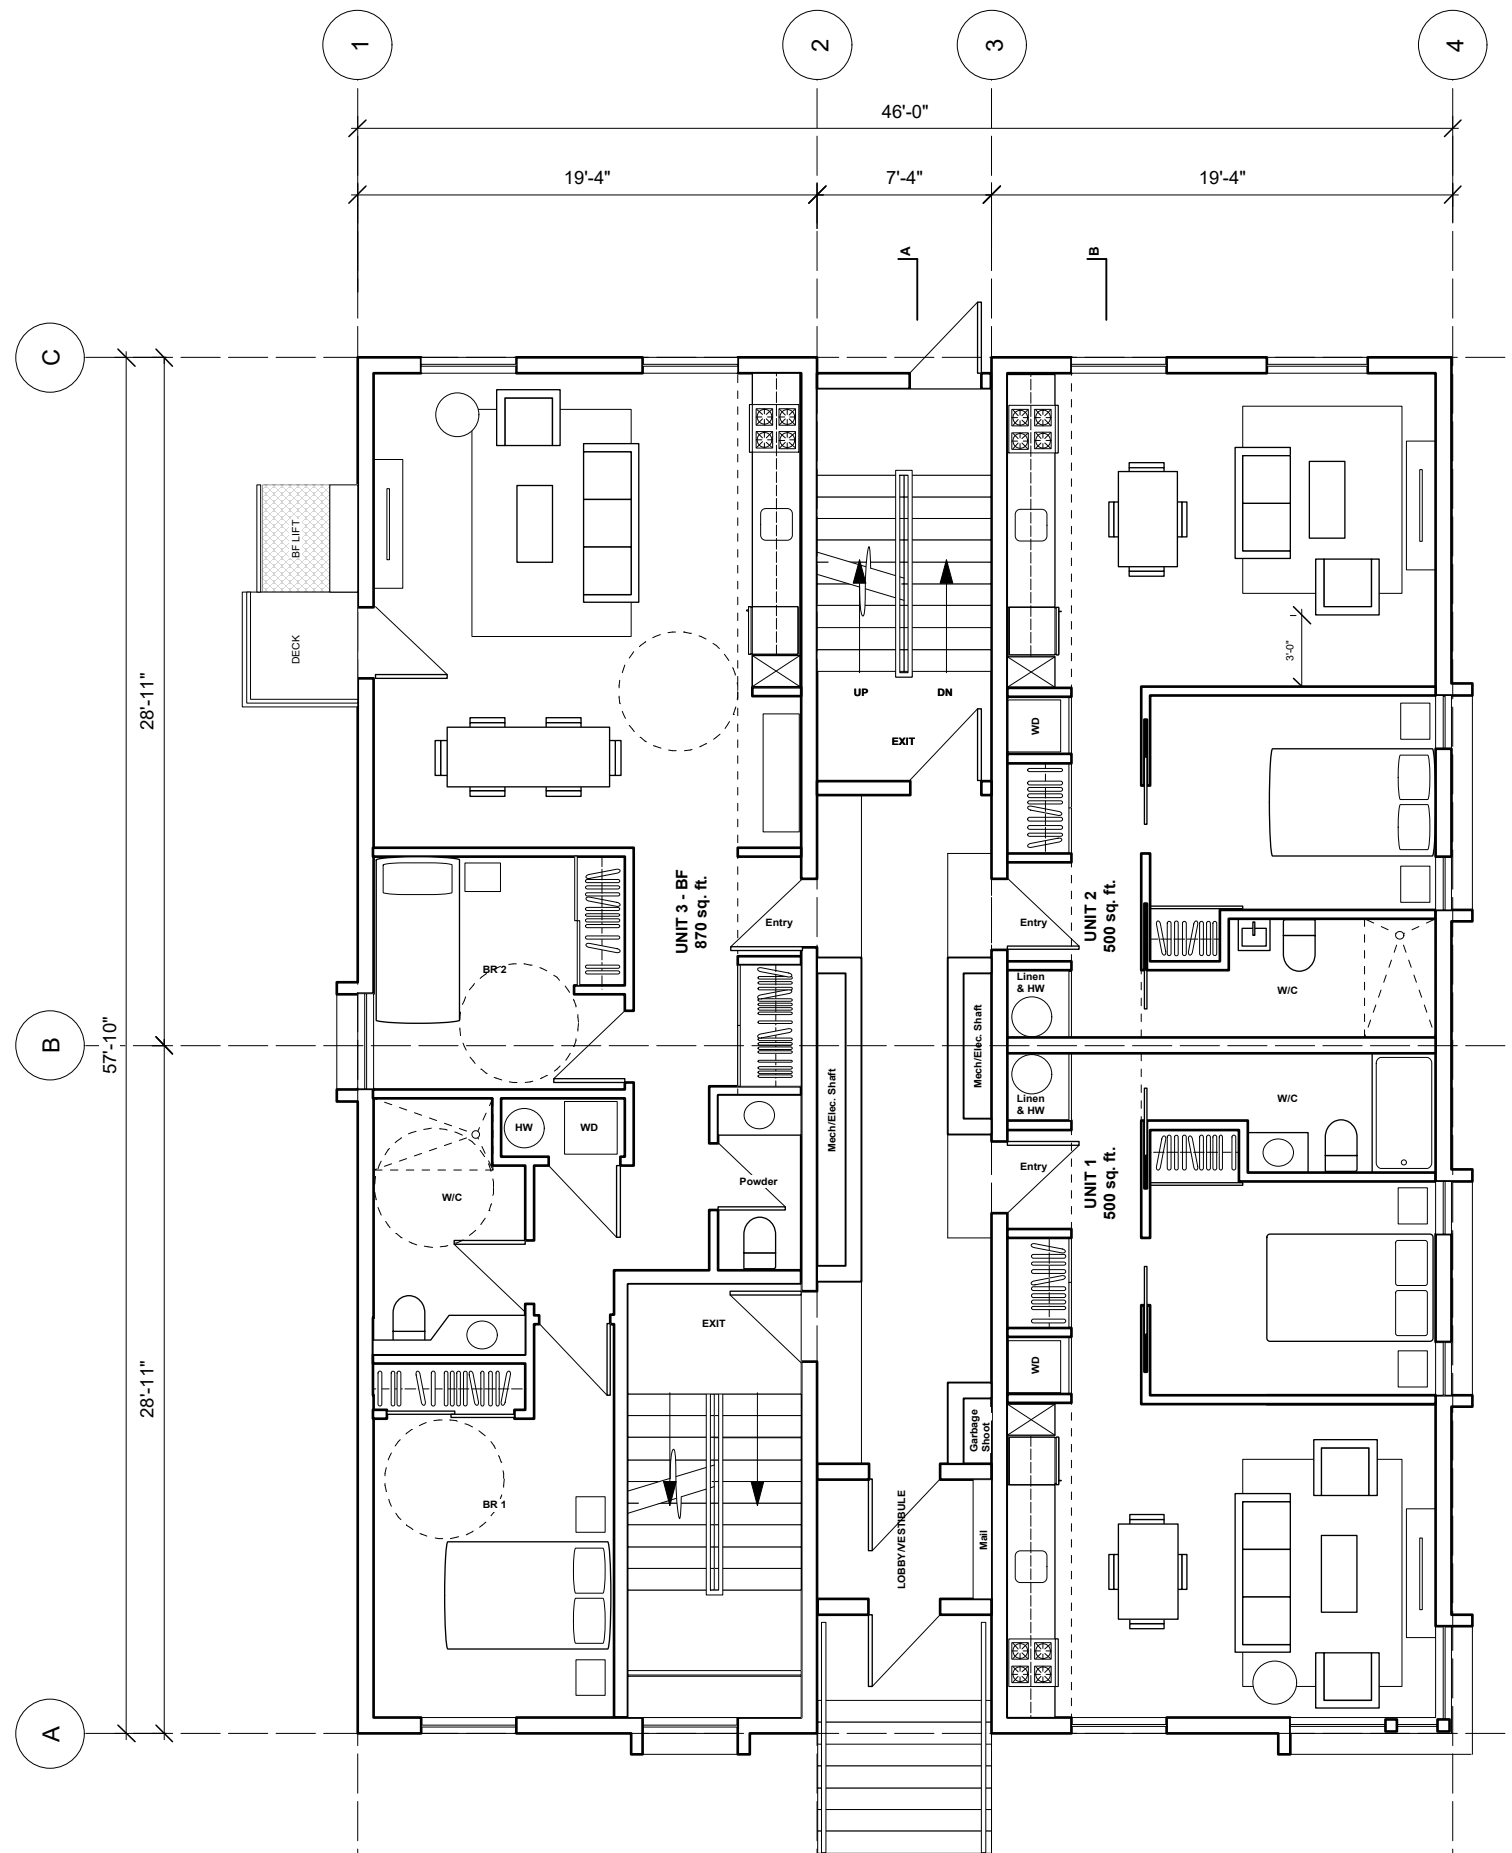 1
2
3
4
46'-0"
19'-4"
7'-4"
19'-4"
A
B
C
BF LIFT
DECK
28'-11"
3'-0"
UP
DN
WD
EXIT
UNIT 3 - BF
870 sq. ft.
Entry
Entry
UNIT 2
500 sq. ft.
BR 2
Linen
& HW
W/C
B
57'-10"
Mech/Elec. Shaft
Mech/Elec. Shaft
Linen
& HW
W/C
HW
WD
Powder
Entry
UNIT 1
500 sq. ft.
W/C
EXIT
WD
28'-11"
Garbage
Shoot
BR 1
LOBBY/VESTIBULE
Mail
A